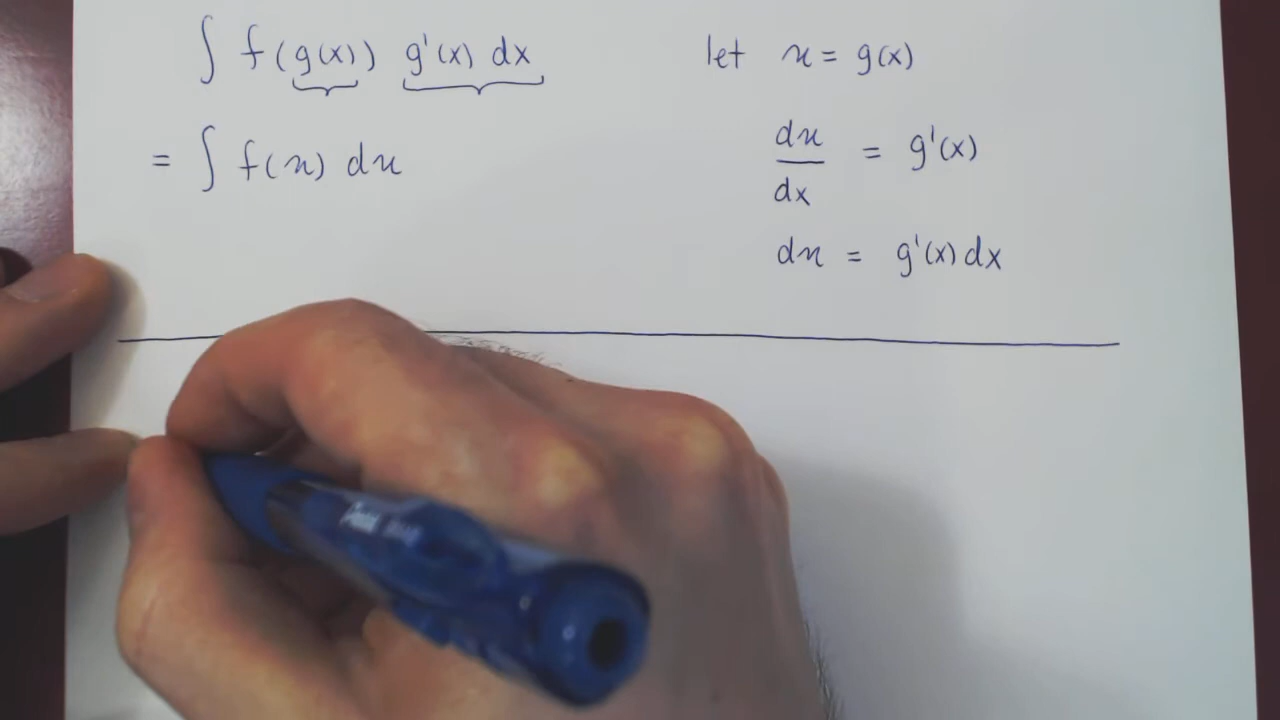 ∫ f(g(x)) g'(x) dx
= ∫ f(u) du
let u = g(x)
du/dx = g'(x)
du = g'(x) dx